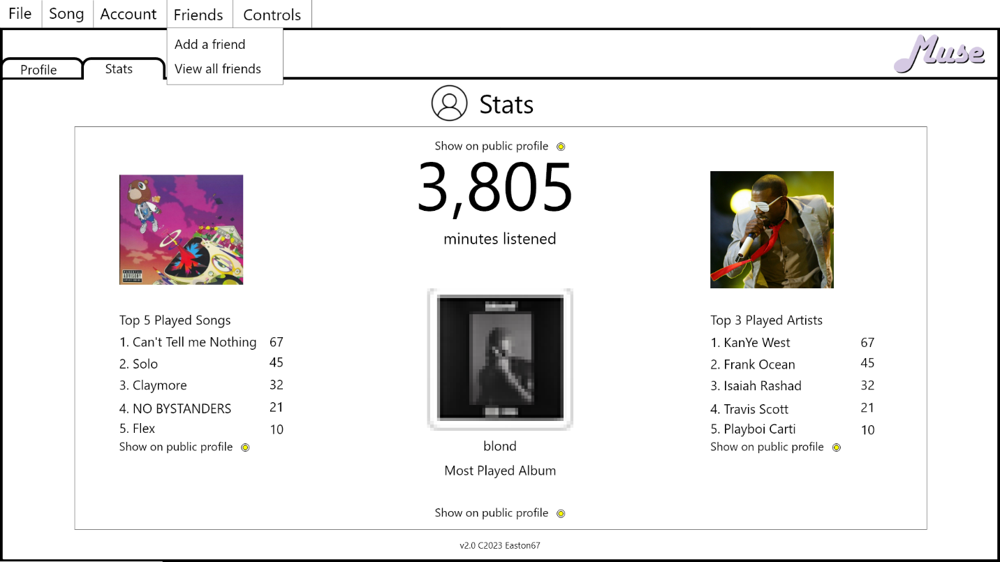 File Song Account Friends Controls
Add a friend
View all friends
Muse
Profile Stats
Stats
Show on public profile
3,805
minutes listened
PARENTAL
ADVISORY
Top 5 Played Songs
1. Can't Tell me Nothing 67
2. Solo 45
3. Claymore 32
4. NO BYSTANDERS 21
5. Flex 10
Show on public profile
blond
Most Played Album
Show on public profile
Top 3 Played Artists
1. KanYe West 67
2. Frank Ocean 45
3. Isaiah Rashad 32
4. Travis Scott 21
5. Playboi Carti 10
Show on public profile
v2.0 C2023 Easton67